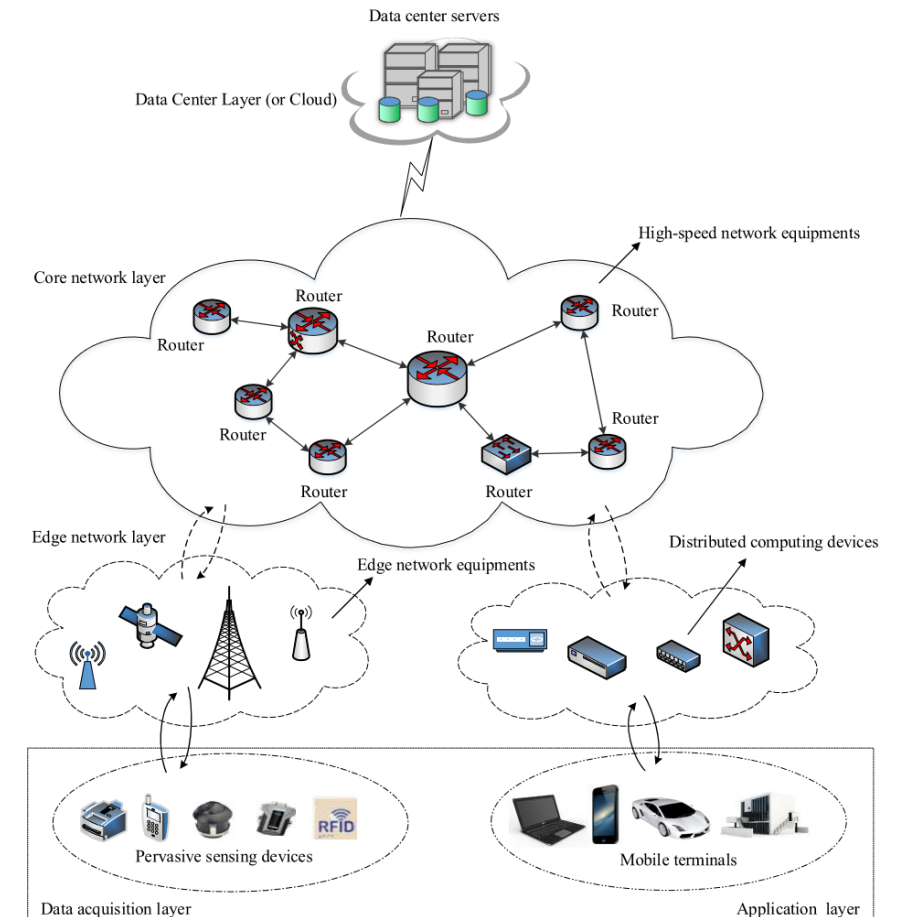 Data center servers
Data Center Layer (or Cloud)
High-speed network equipments
Core network layer
Router
Router
Router
Router
Router
Router
Router
Router
Router
Edge network layer
Distributed computing devices
Edge network equipments
RFID
Pervasive sensing devices
Mobile terminals
Data acquisition layer
Application layer